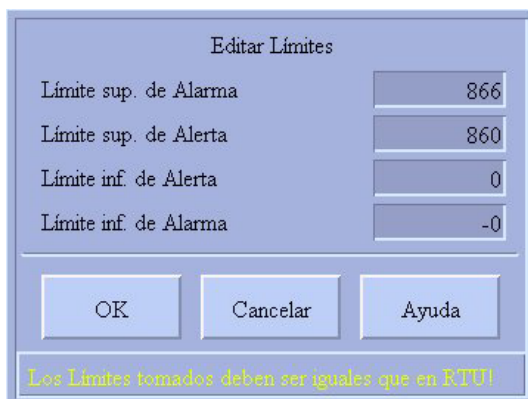 Editar Límites
Límite sup. de Alarma 866
Límite sup. de Alerta 860
Límite inf. de Alerta 0
Límite inf. de Alarma -0
OK Cancelar Ayuda
Los Límites tomados deben ser iguales que en RTU!